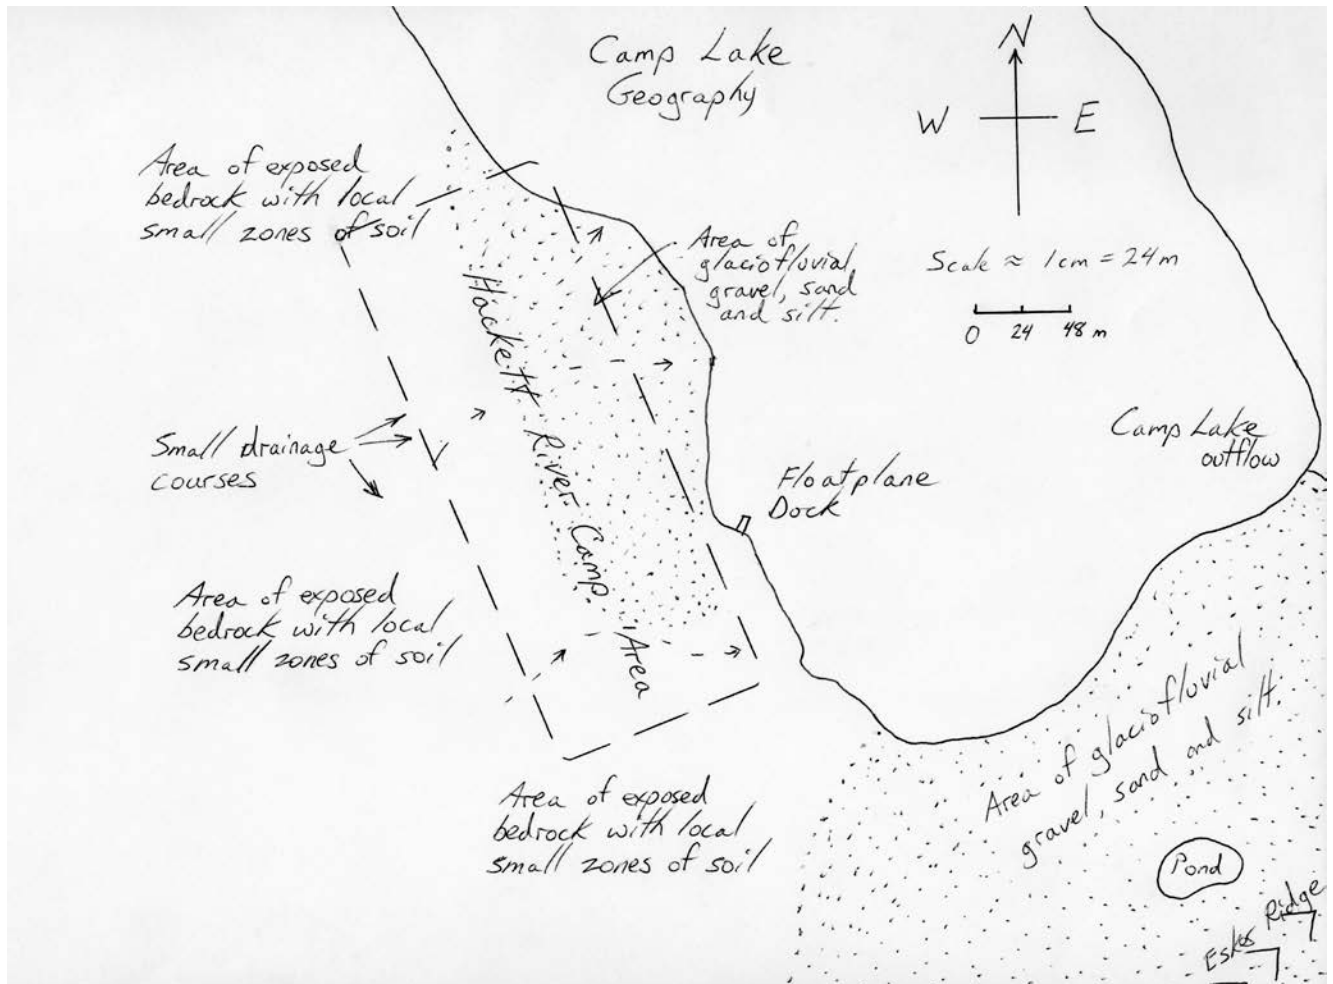 Camp Lake
Geography
N
W
E
Area of exposed
bedrock with local
small zones of soil
Area of
glaciofluvial
gravel, sand
and silt.
Scale ≈ 1cm = 24m
0 24 48 m
Hackett River Camp Area
Small drainage
courses
Camp Lake
outflow
Floatplane
Dock
Area of exposed
bedrock with local
small zones of soil
Area of glaciofluvial
gravel, sand and silt.
Area of exposed
bedrock with local
small zones of soil
Pond
Esker Ridge